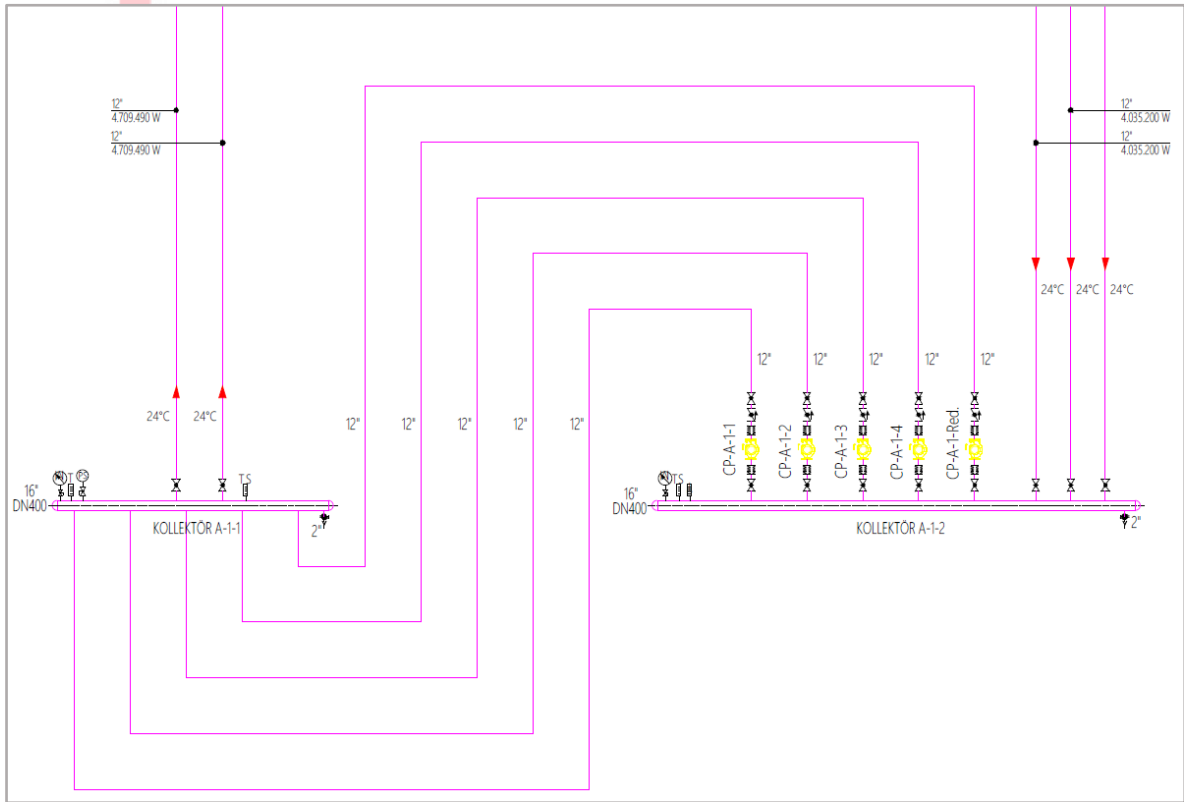 12"
4.709.490 W
12"
4.709.490 W
12"
4.035.200 W
12"
4.035.200 W
24°C
24°C
24°C
24°C
24°C
12"
12"
12"
12"
12"
12"
12"
12"
12"
12"
CP-A-1-1
CP-A-1-2
CP-A-1-3
CP-A-1-4
CP-A-1-Red.
T
PS
T.S
16"
DN400
KOLLEKTÖR A-1-1
2"
T.S
16"
DN400
KOLLEKTÖR A-1-2
2"